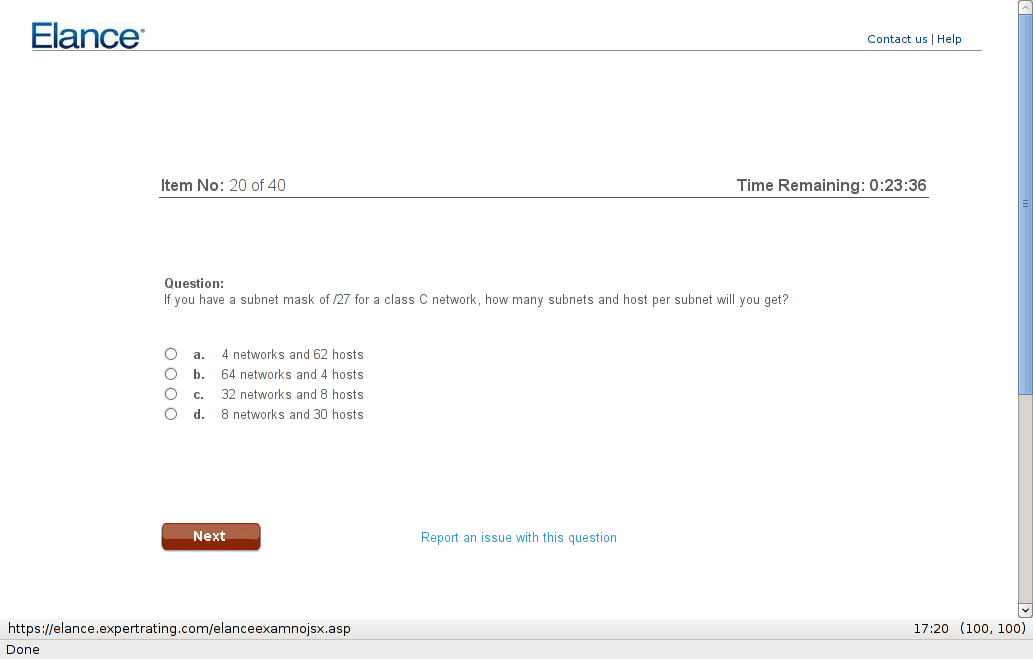 Elance®
Contact us | Help
Item No: 20 of 40
Time Remaining: 0:23:36
Question:
If you have a subnet mask of /27 for a class C network, how many subnets and host per subnet will you get?
a. 4 networks and 62 hosts
b. 64 networks and 4 hosts
c. 32 networks and 8 hosts
d. 8 networks and 30 hosts
Next
Report an issue with this question
https://elance.expertrating.com/elanceexamnojsx.asp
17:20 (100, 100)
Done